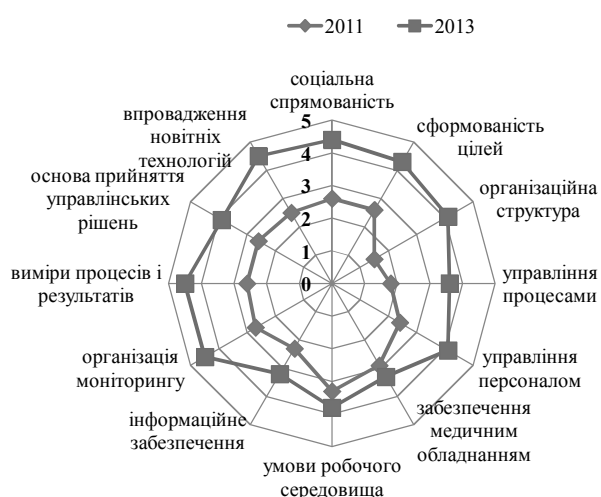 2011 2013
соціальна
спрямованість
сформованість
цілей
організаційна
структура
управління
процесами
управління
персоналом
забезпечення
медичним
обладнанням
умови робочого
середовища
інформаційне
забезпечення
організація
моніторингу
виміри процесів і
результатів
основа прийняття
управлінських
рішень
впровадження
новітніх
технологій
5
4
3
2
1
0